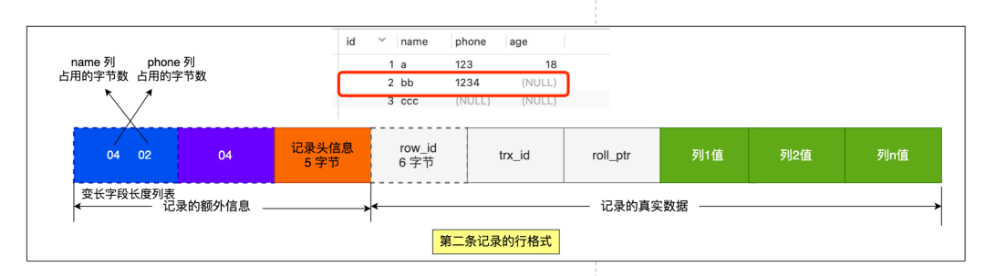 id name phone age
1 a 123 18
2 bb 1234 (NULL)
3 ccc (NULL) (NULL)
name 列
占用的字节数
phone 列
占用的字节数
04 02
04
记录头信息
5 字节
row_id
6 字节
trx_id
roll_ptr
列1值
列2值
列n值
变长字段长度列表
记录的额外信息
记录的真实数据
第二条记录的行格式